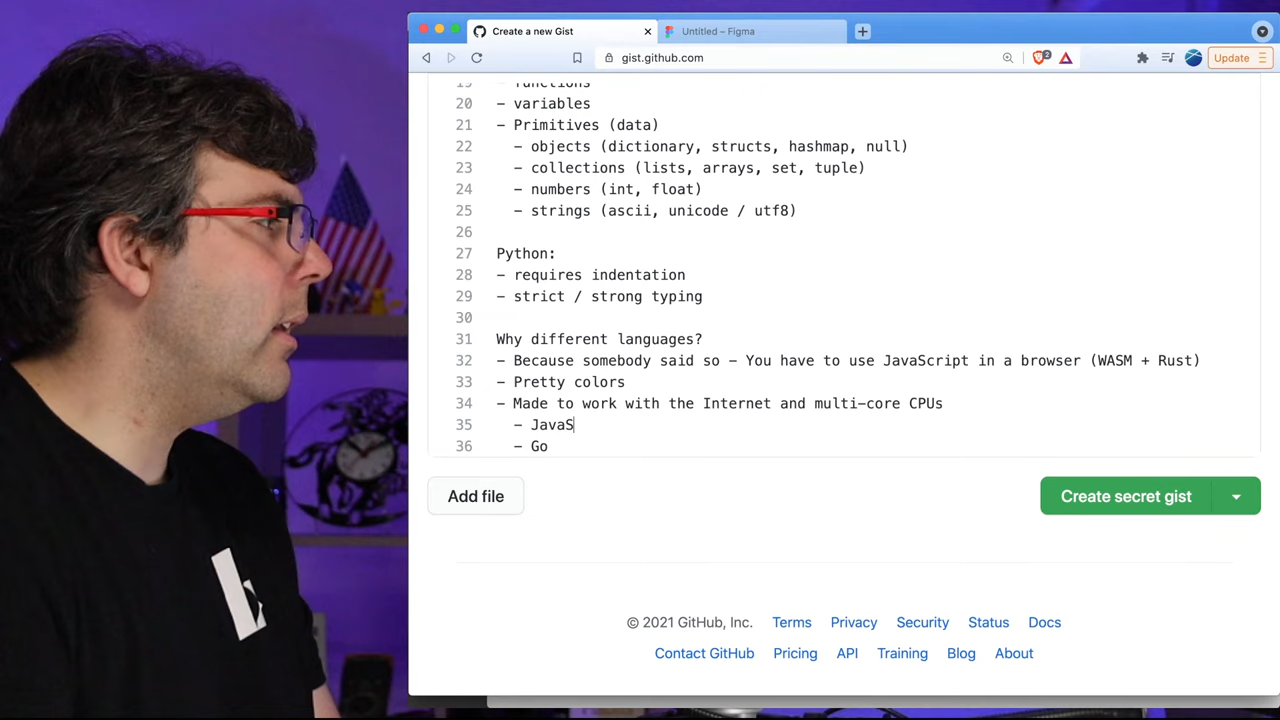 Create a new Gist
Untitled – Figma
gist.github.com
2
Update
19 - functions
20 - variables
21 - Primitives (data)
22 - objects (dictionary, structs, hashmap, null)
23 - collections (lists, arrays, set, tuple)
24 - numbers (int, float)
25 - strings (ascii, unicode / utf8)
26
27 Python:
28 - requires indentation
29 - strict / strong typing
30
31 Why different languages?
32 - Because somebody said so - You have to use JavaScript in a browser (WASM + Rust)
33 - Pretty colors
34 - Made to work with the Internet and multi-core CPUs
35 - JavaS
36 - Go
Add file
Create secret gist
© 2021 GitHub, Inc. Terms Privacy Security Status Docs
Contact GitHub Pricing API Training Blog About